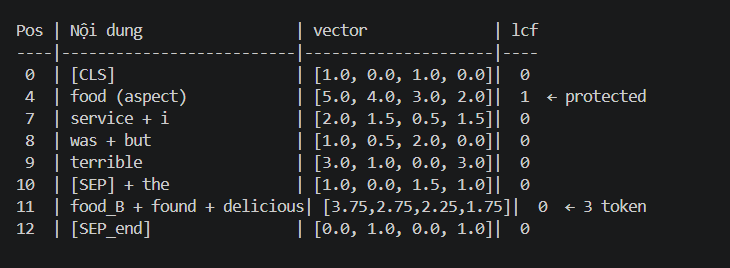 Pos | Nội dung | vector | lcf
----|-------------------------|--------------------|----
0 | [CLS] | [1.0, 0.0, 1.0, 0.0]| 0
4 | food (aspect) | [5.0, 4.0, 3.0, 2.0]| 1 ← protected
7 | service + i | [2.0, 1.5, 0.5, 1.5]| 0
8 | was + but | [1.0, 0.5, 2.0, 0.0]| 0
9 | terrible | [3.0, 1.0, 0.0, 3.0]| 0
10 | [SEP] + the | [1.0, 0.0, 1.5, 1.0]| 0
11 | food_B + found + delicious| [3.75,2.75,2.25,1.75]| 0 ← 3 token
12 | [SEP_end] | [0.0, 1.0, 0.0, 1.0]| 0